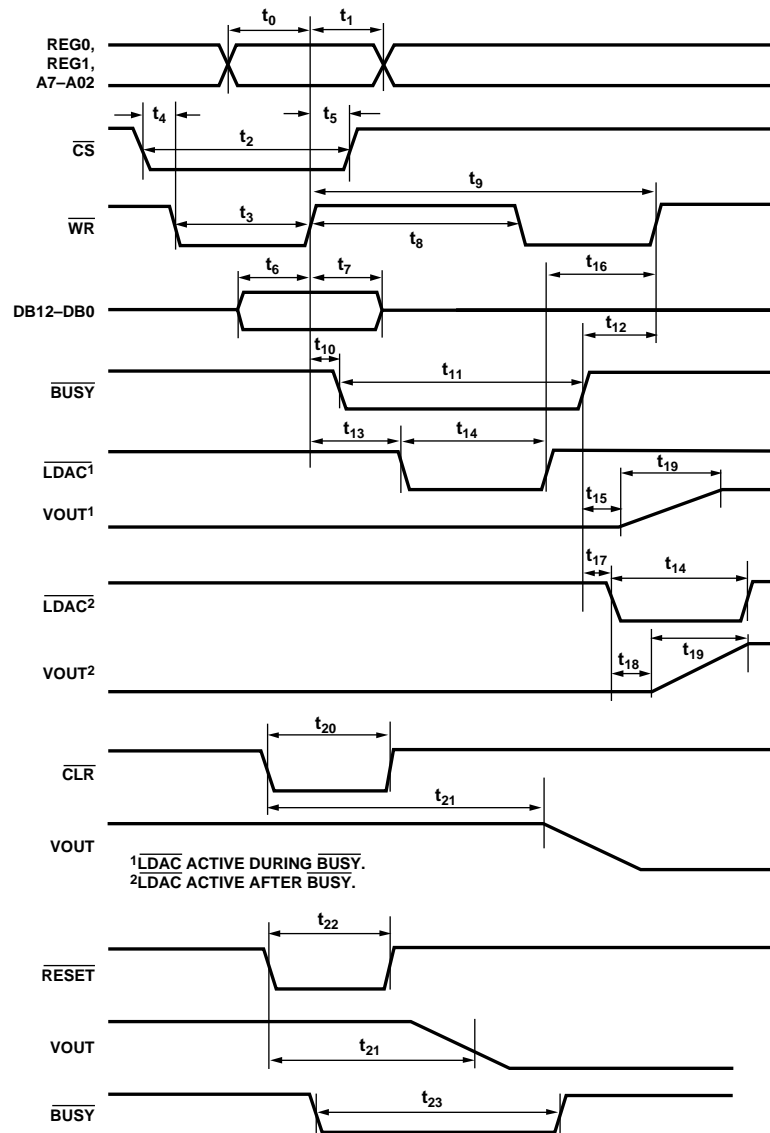 t0 t1
REG0,
REG1,
A7–A02
t4 t5
t2
CS
t9
WR t3
t8
t6 t7 t16
DB12–DB0
t12
t10
t11
BUSY
t13 t14
LDAC1
t19
t15
VOUT1
t17 t14
LDAC2
t19
t18
VOUT2
t20
CLR
t21
VOUT
1LDAC ACTIVE DURING BUSY.
2LDAC ACTIVE AFTER BUSY.
t22
RESET
VOUT
t21
t23
BUSY